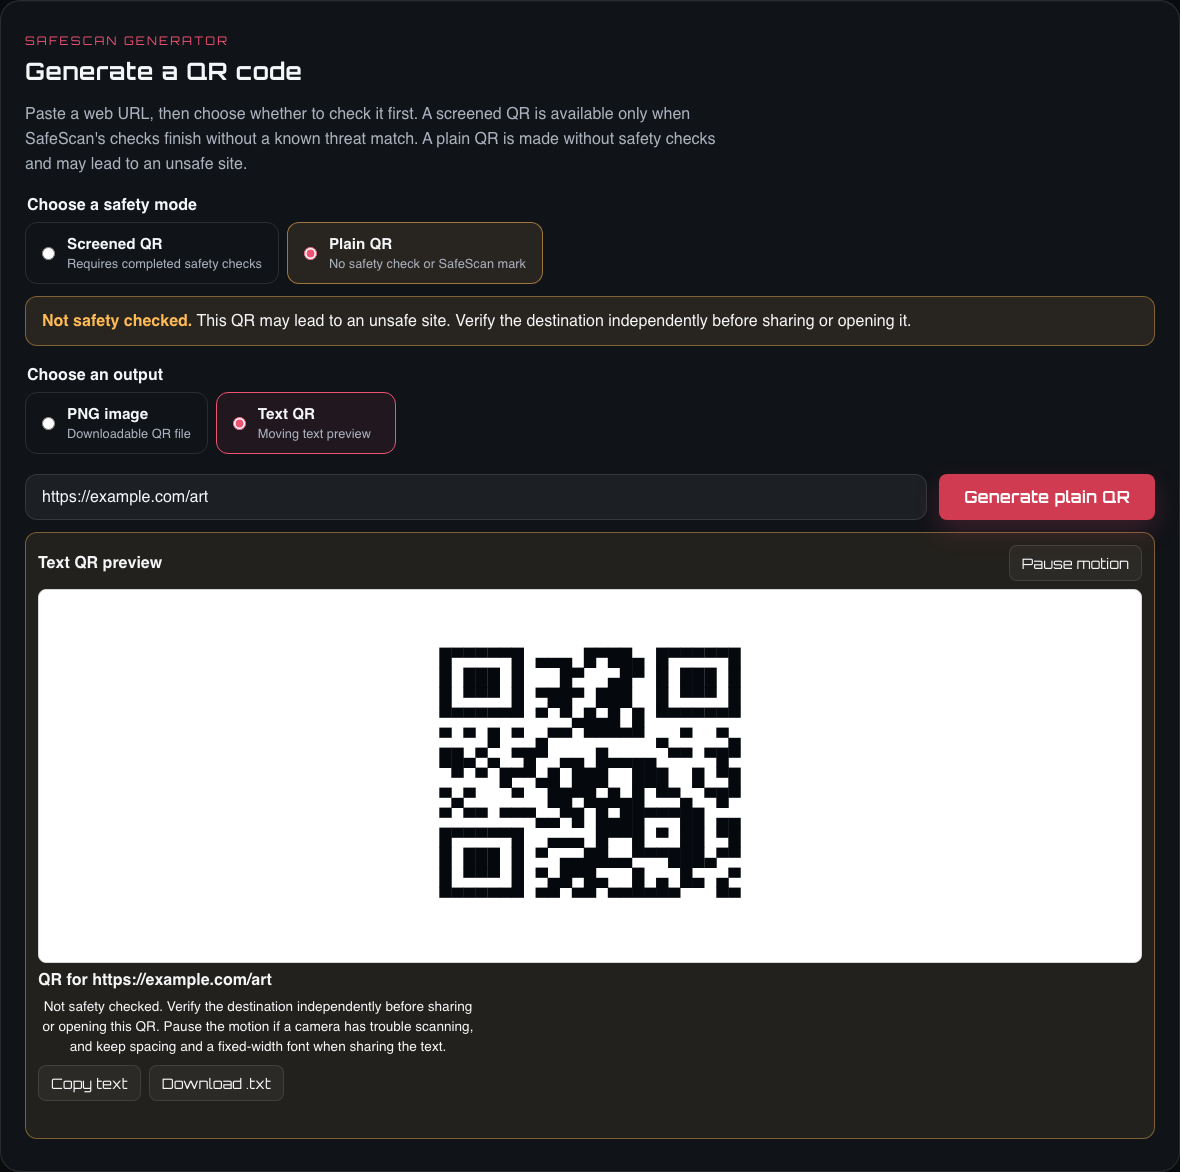 SAFESCAN GENERATOR
Generate a QR code
Paste a web URL, then choose whether to check it first. A screened QR is available only when
SafeScan's checks finish without a known threat match. A plain QR is made without safety checks
and may lead to an unsafe site.
Choose a safety mode
Screened QR
Requires completed safety checks
Plain QR
No safety check or SafeScan mark
Not safety checked. This QR may lead to an unsafe site. Verify the destination independently before sharing or opening it.
Choose an output
PNG image
Downloadable QR file
Text QR
Moving text preview
https://example.com/art
Generate plain QR
Text QR preview
Pause motion
QR for https://example.com/art
Not safety checked. Verify the destination independently before sharing
or opening this QR. Pause the motion if a camera has trouble scanning,
and keep spacing and a fixed-width font when sharing the text.
Copy text
Download .txt